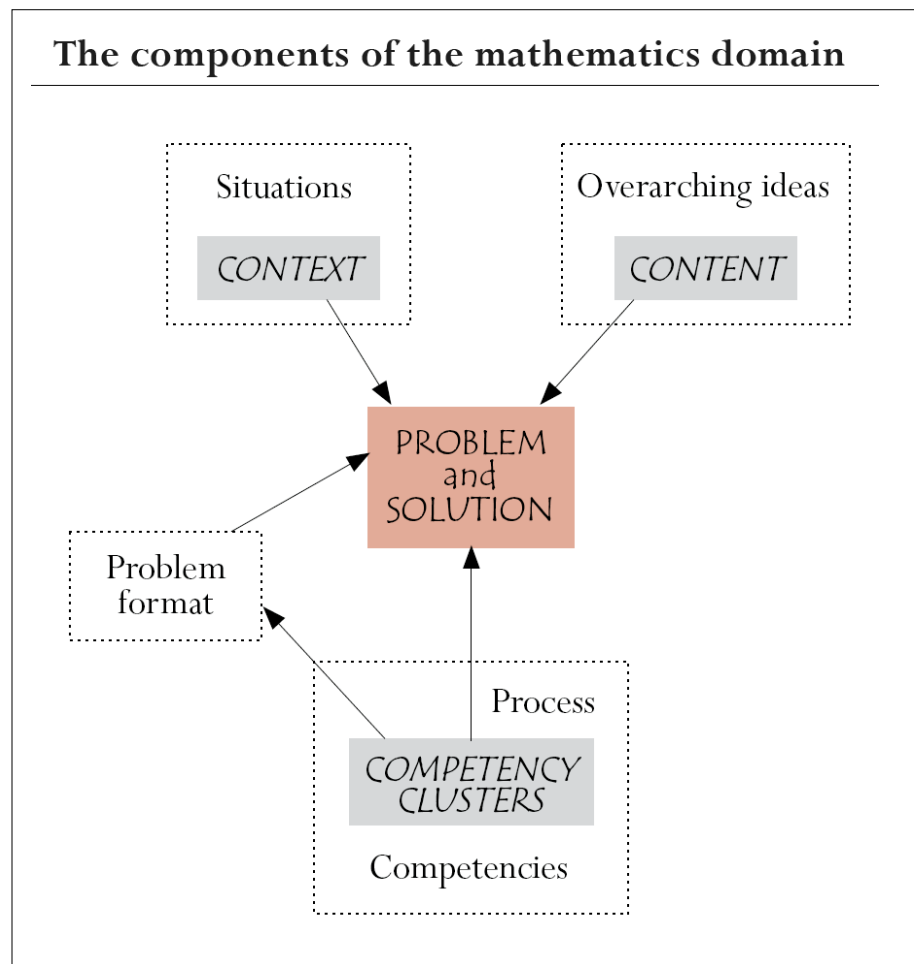 The components of the mathematics domain
Situations
CONTEXT
Overarching ideas
CONTENT
PROBLEM
and
SOLUTION
Problem
format
Process
COMPETENCY
CLUSTERS
Competencies